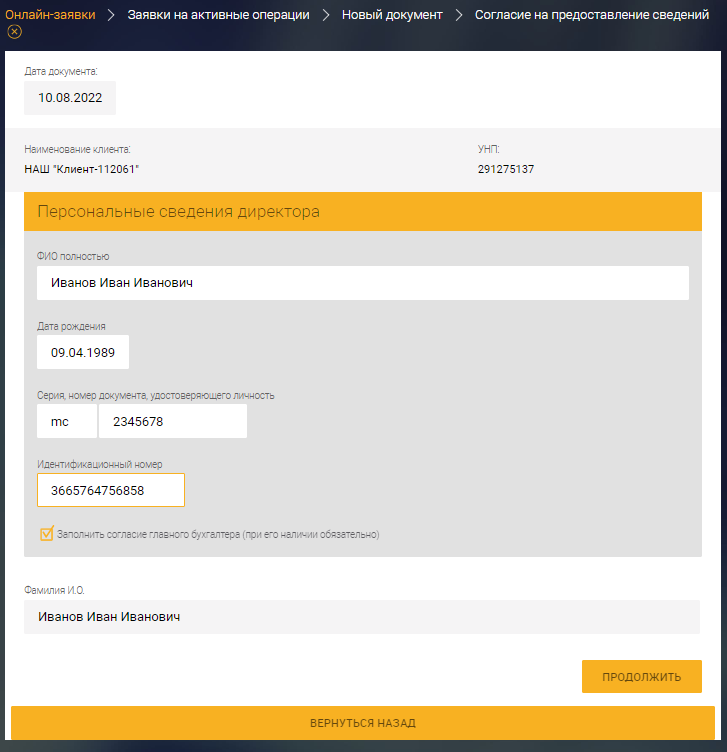 Онлайн-заявки > Заявки на активные операции > Новый документ > Согласие на предоставление сведений
Дата документа:
10.08.2022
Наименование клиента: УНП:
НАШ "Клиент-112061" 291275137
Персональные сведения директора
ФИО полностью
Иванов Иван Иванович
Дата рождения
09.04.1989
Серия, номер документа, удостоверяющего личность
mc 2345678
Идентификационный номер
3665764756858
Заполнить согласие главного бухгалтера (при его наличии обязательно)
Фамилия И.О.
Иванов Иван Иванович
ПРОДОЛЖИТЬ
ВЕРНУТЬСЯ НАЗАД